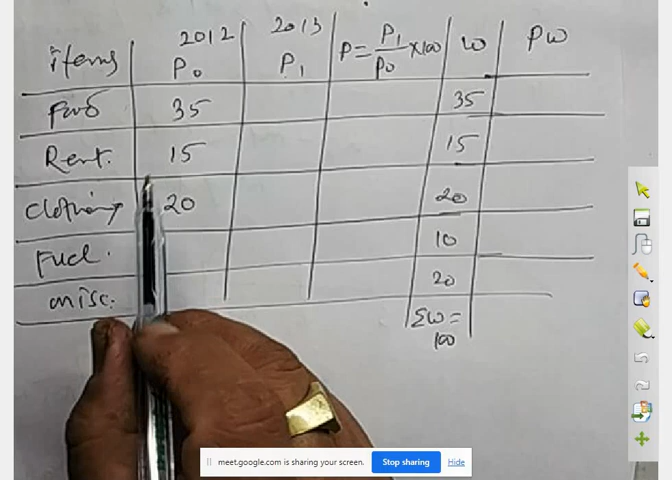 items 2012 P₀ 2013 P₁ P = P₁/P₀ × 100 W PW
Food 35 35
Rent. 15 15
Clothing 20 20
Fuel. 10
misc. 20
ΣW = 100
meet.google.com is sharing your screen. Stop sharing Hide